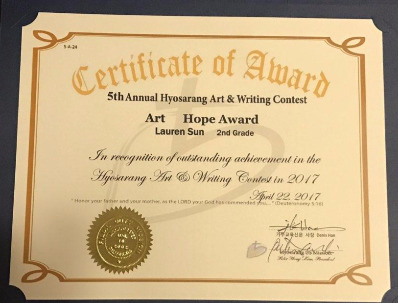 5-A-24
Certificate of Award
5th Annual Hyosarang Art & Writing Contest
Art Hope Award
Lauren Sun 2nd Grade
In recognition of outstanding achievement in the
Hyosarang Art & Writing Contest in 2017
April 22, 2017
"Honor your father and your mother, as the LORD your God has commanded you..." (Deuteronomy 5:16)